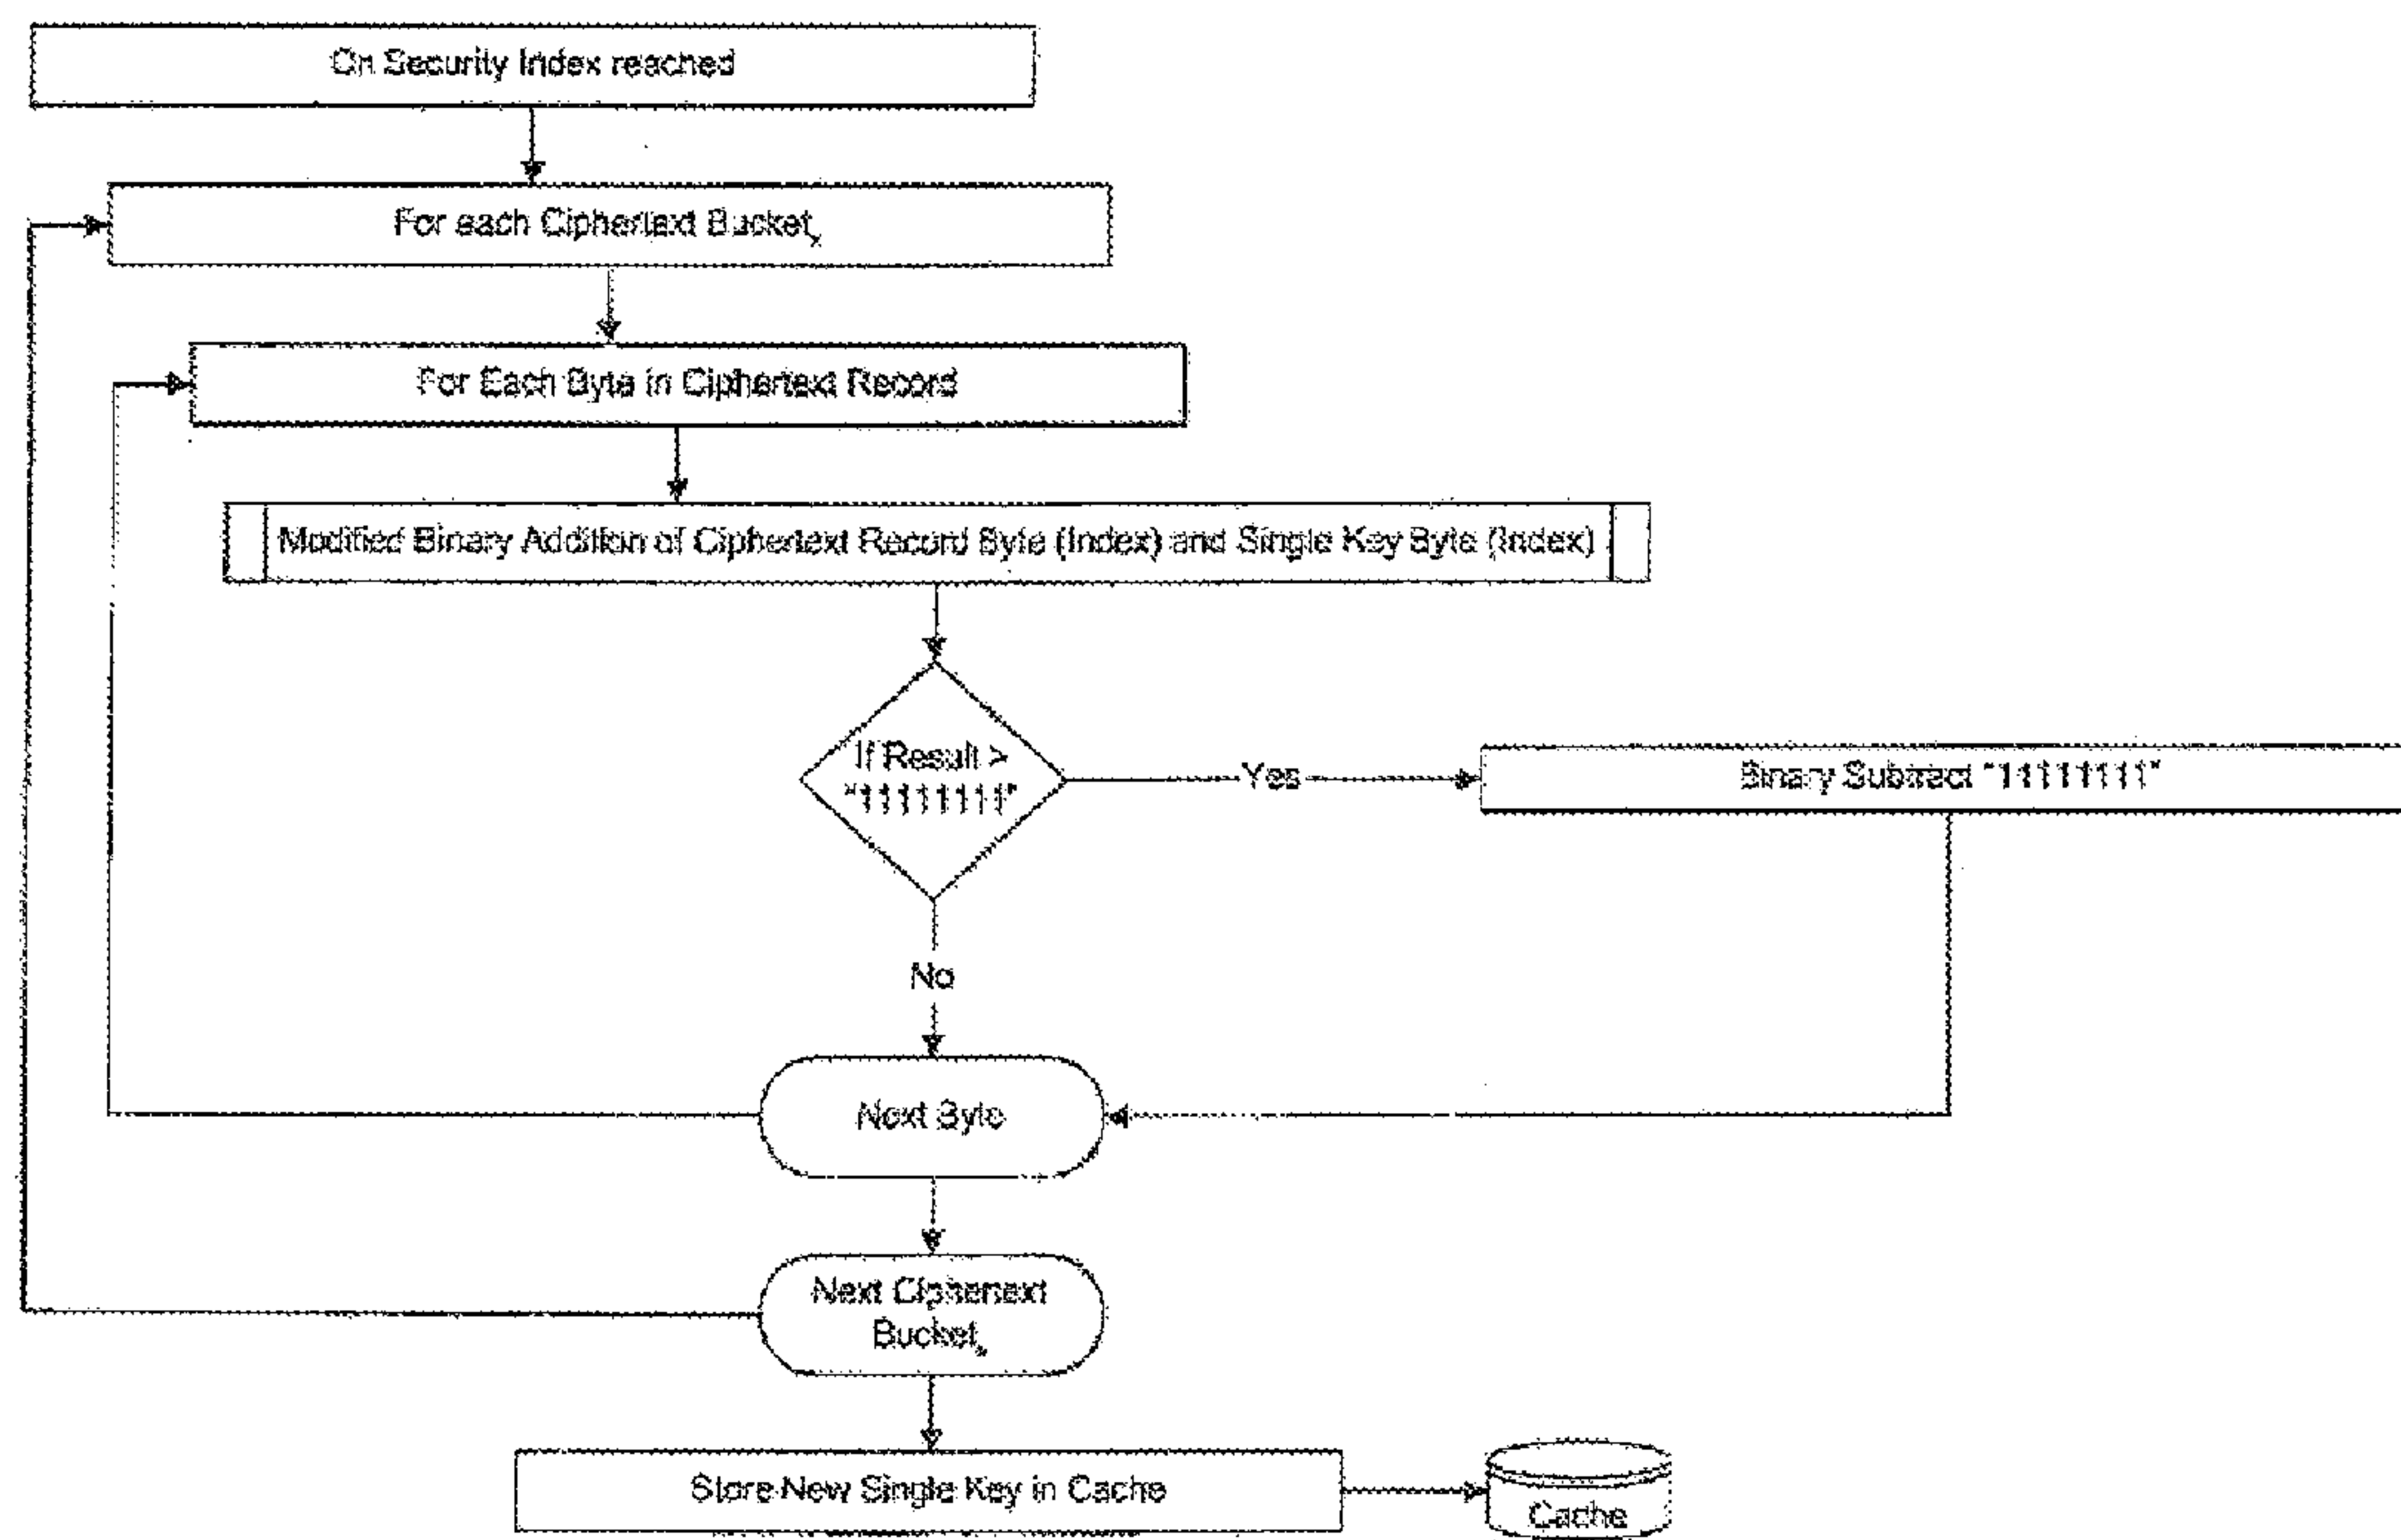 On Security Index reached
For each Ciphertext Bucketx
For Each Byte in Ciphertext Record
Modified Binary Addition of Ciphertext Record Byte (Index) and Single Key Byte (Index)
If Result >
"11111111"
Yes
Binary Subtract "11111111"
No
Next Byte
Next Ciphertext
Bucketx
Store New Single Key in Cache
Cache